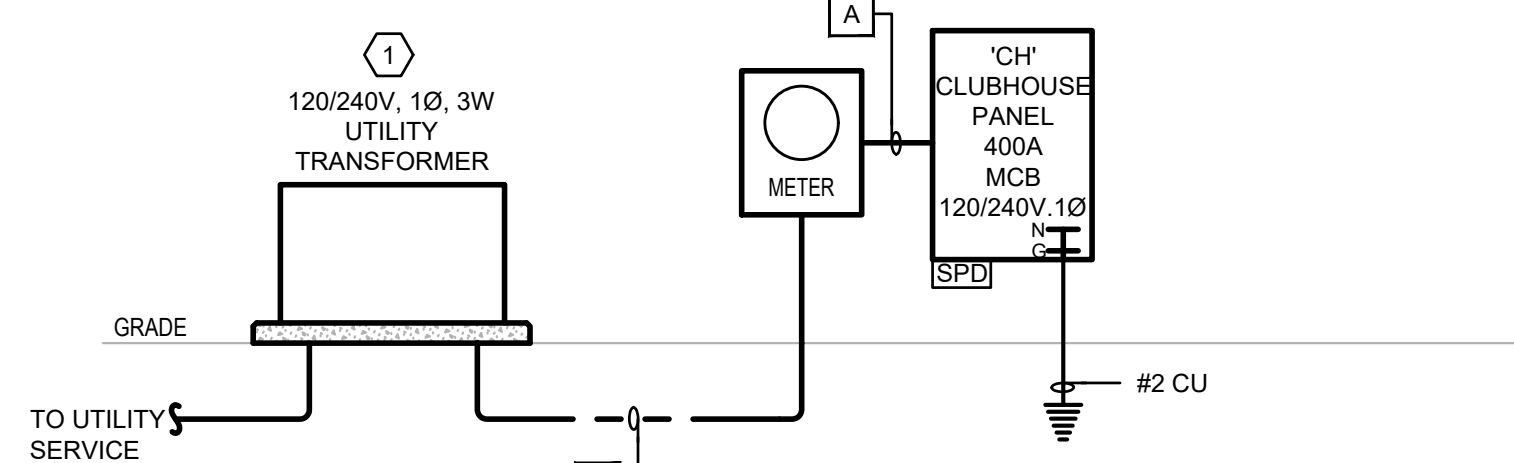 A
1
120/240V, 1Ø, 3W
UTILITY
TRANSFORMER
METER
'CH'
CLUBHOUSE
PANEL
400A
MCB
120/240V.1Ø
N
G
SPD
GRADE
#2 CU
TO UTILITY
SERVICE